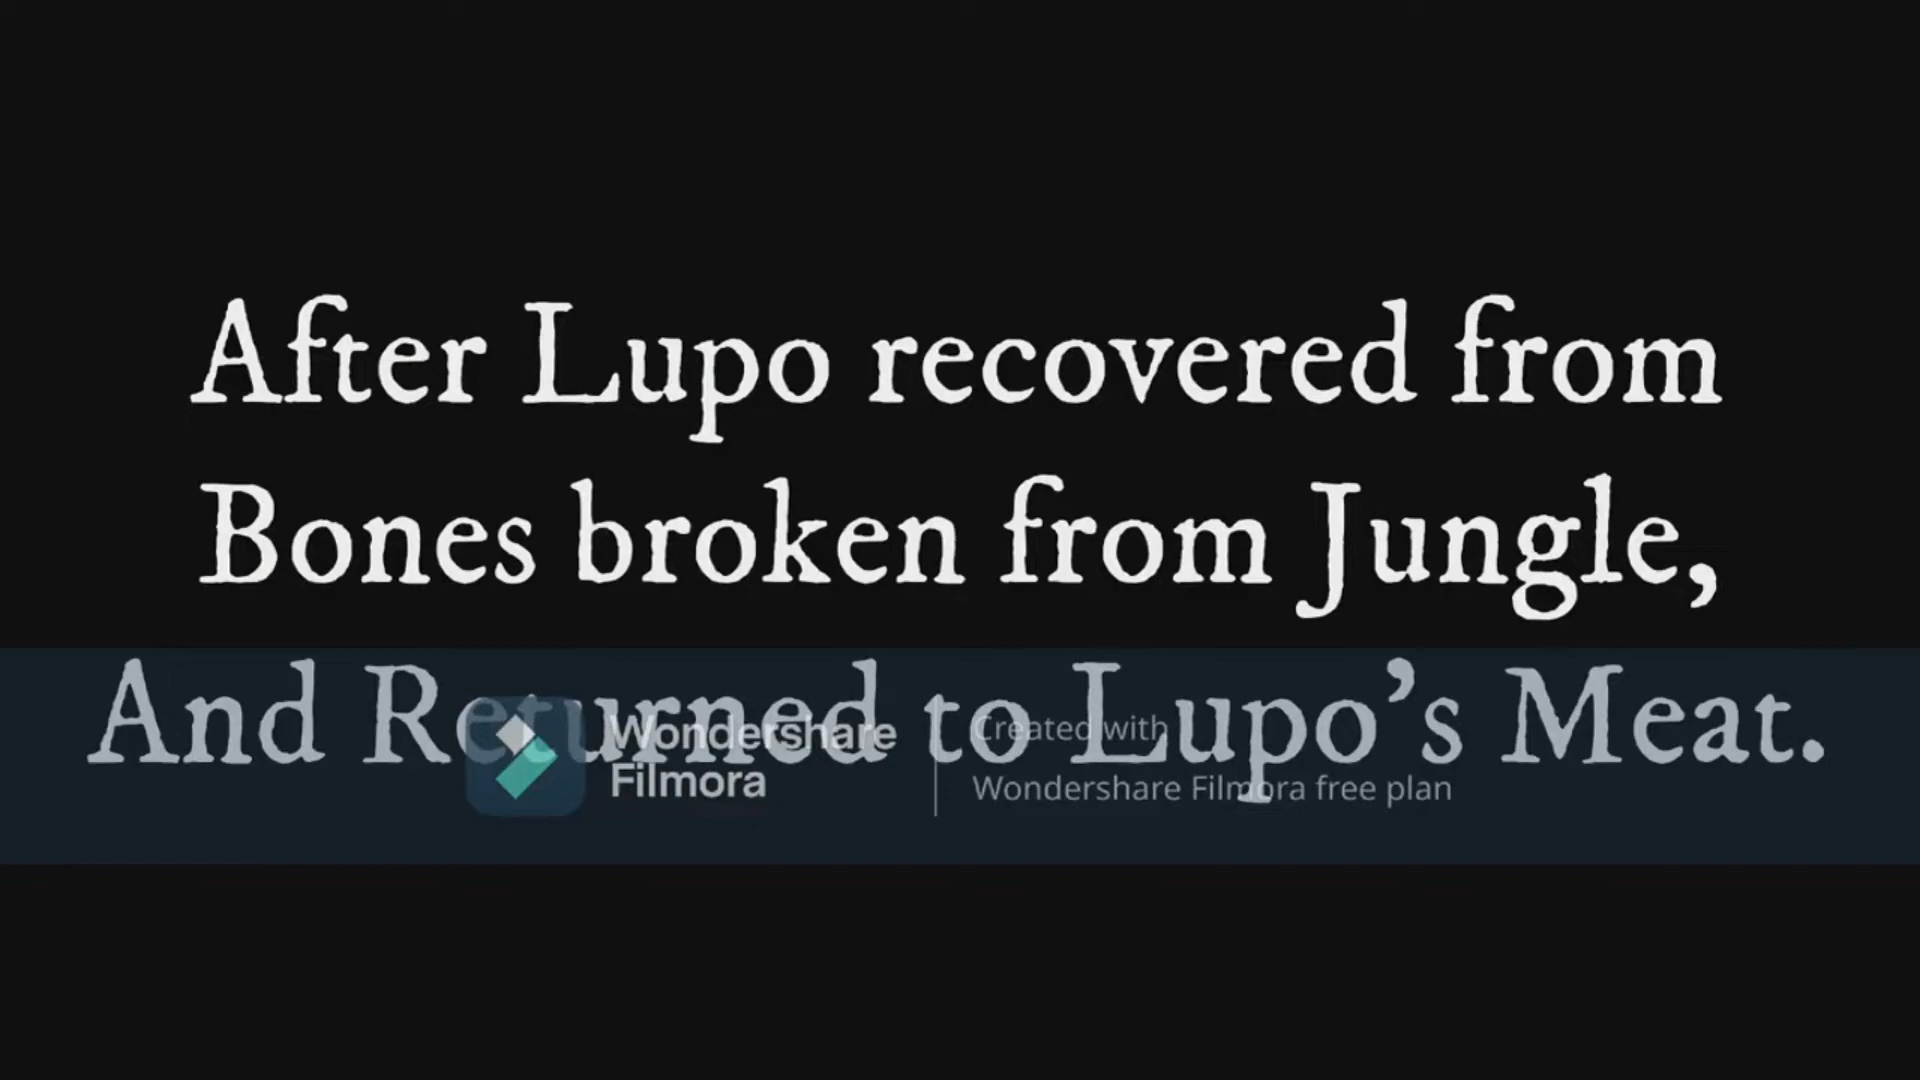 After Lupo recovered from
Bones broken from Jungle,
And Returned to Lupo's Meat.
Wondershare
Filmora
Created with
Wondershare Filmora free plan